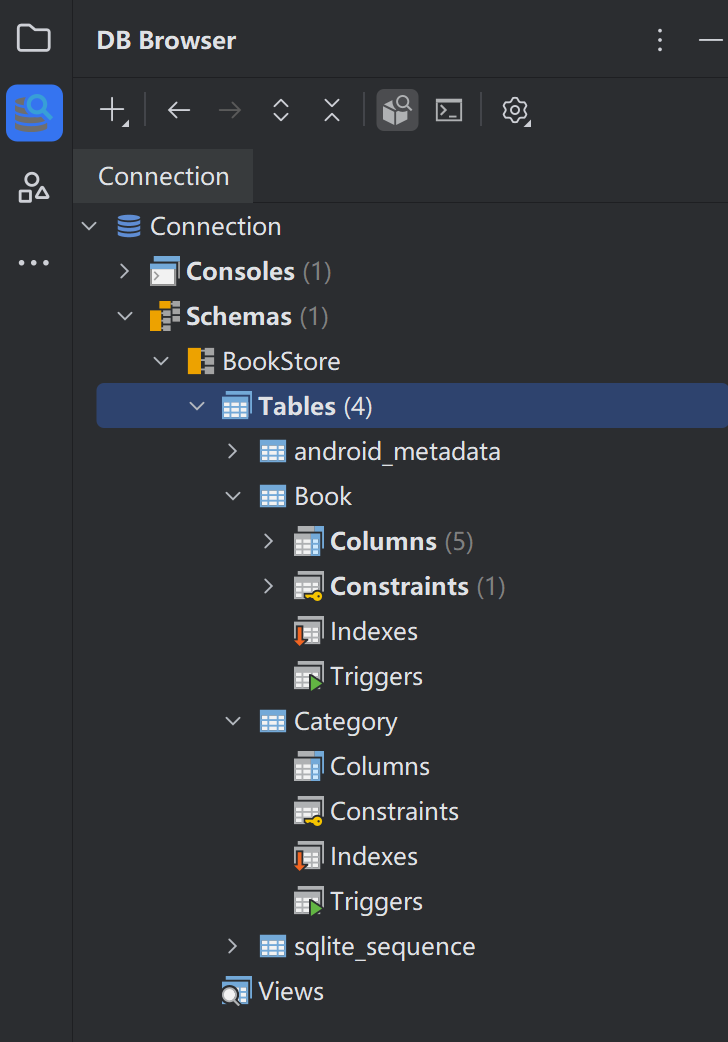 DB Browser
Connection
Connection
Consoles (1)
Schemas (1)
BookStore
Tables (4)
android_metadata
Book
Columns (5)
Constraints (1)
Indexes
Triggers
Category
Columns
Constraints
Indexes
Triggers
sqlite_sequence
Views